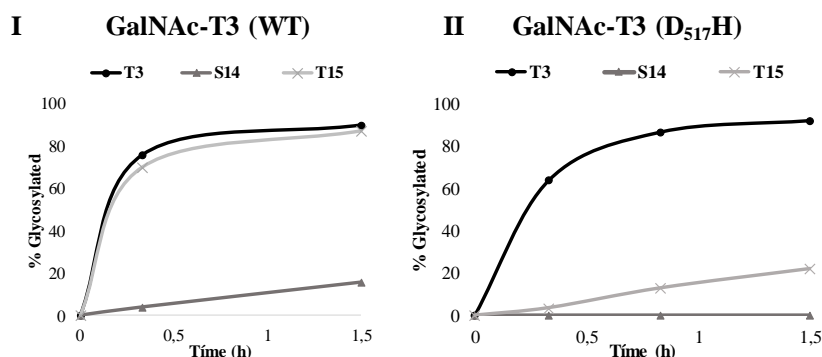 I GalNAc-T3 (WT)
T3 S14 T15
% Glycosylated
100
80
60
40
20
0
0 0,5 1 1,5
Tíme (h)
II GalNAc-T3 (D₅₁₇H)
T3 S14 T15
% Glycosylated
100
80
60
40
20
0
0 0,5 1 1,5
Tíme (h)